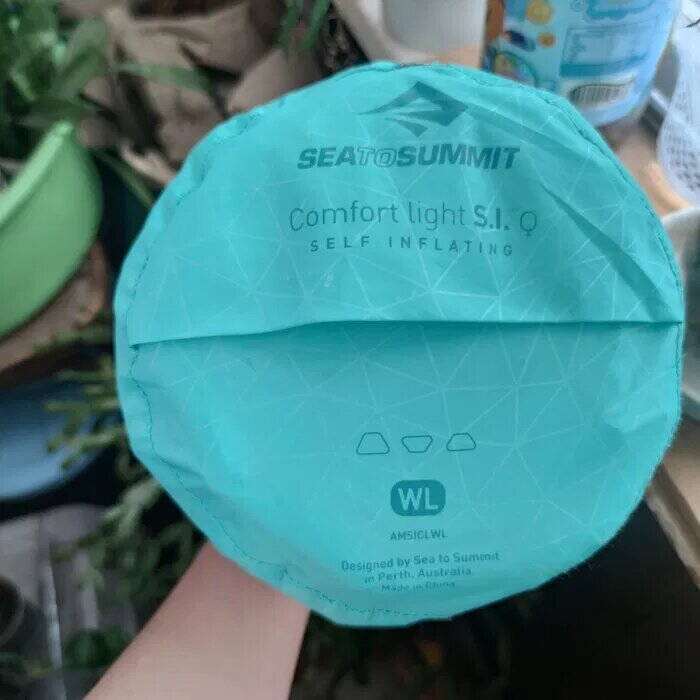 SEATOSUMMIT
Comfort light S.I. ♀
SELF INFLATING
WL
AMSICLWL
Designed by Sea to Summit
in Perth, Australia
Made in China